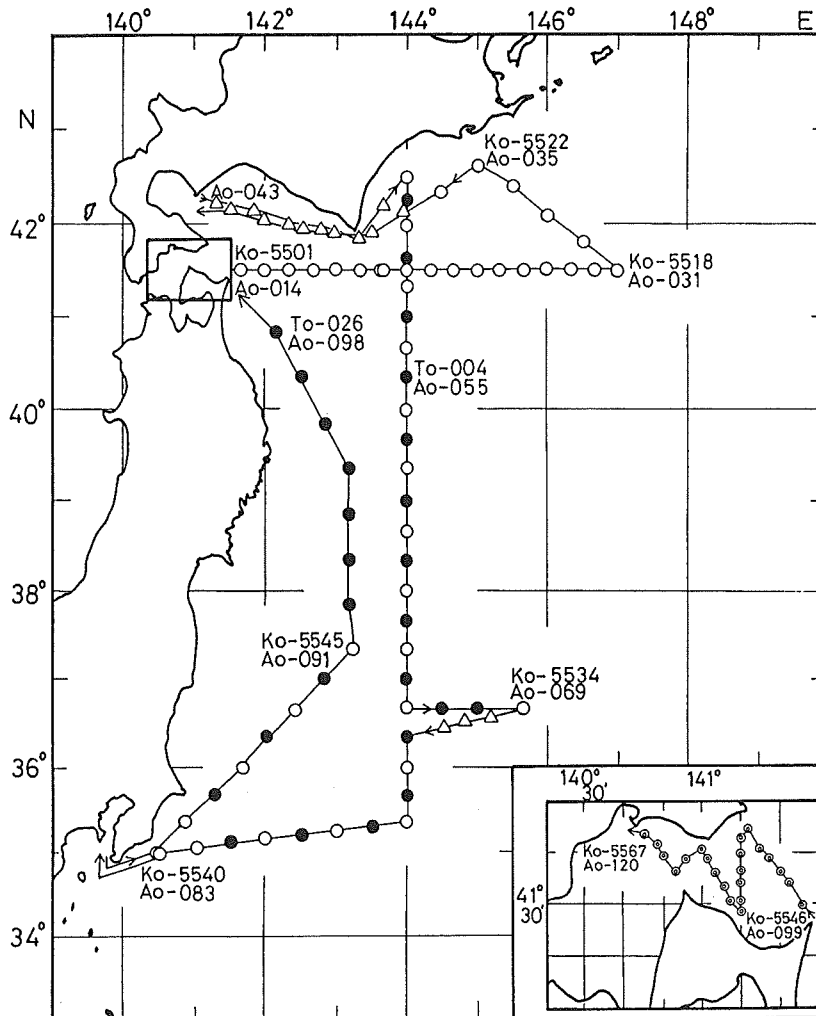 140° 142° 144° 146° 148° E
N
Ko-5522
Ao-035
Ao-043
42°
Ko-5501
Ao-014
Ko-5518
Ao-031
To-026
Ao-098
To-004
Ao-055
40°
38°
Ko-5545
Ao-091
Ko-5534
Ao-069
36°
140° 30' 141°
Ko-5567
Ao-120
41° 30'
Ko-5546
Ao-099
Ko-5540
Ao-083
34°